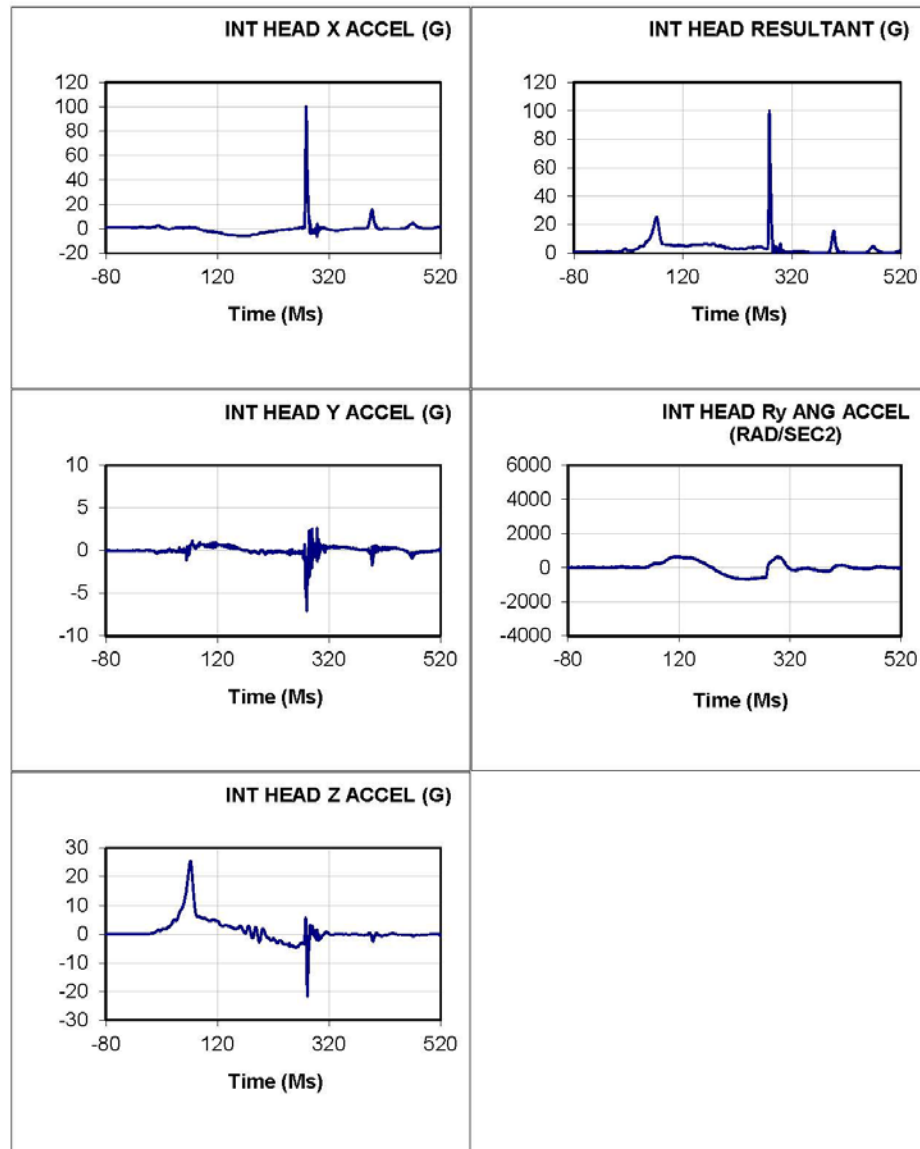 INT HEAD X ACCEL (G)
120
100
80
60
40
20
0
-20
-80 120 320 520
Time (Ms)
INT HEAD RESULTANT (G)
120
100
80
60
40
20
0
-80 120 320 520
Time (Ms)
INT HEAD Y ACCEL (G)
10
5
0
-5
-10
-80 120 320 520
Time (Ms)
INT HEAD Ry ANG ACCEL
(RAD/SEC2)
6000
4000
2000
0
-2000
-4000
-80 120 320 520
Time (Ms)
INT HEAD Z ACCEL (G)
30
20
10
0
-10
-20
-30
-80 120 320 520
Time (Ms)